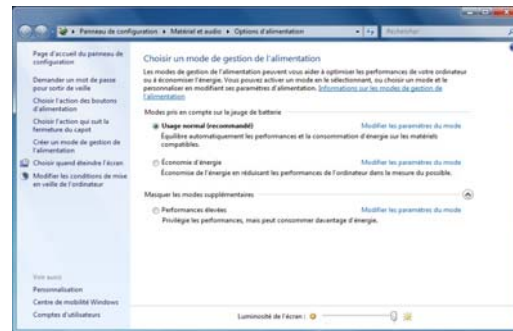 Panneau de configuration ▸ Matériel et audio ▸ Options d'alimentation
Rechercher
Page d'accueil du panneau de
configuration
Demander un mot de passe
pour sortir de veille
Choisir l'action des boutons
d'alimentation
Choisir l'action qui suit la
fermeture du capot
Créer un mode de gestion de
l'alimentation
Choisir quand éteindre l'écran
Modifier les conditions de mise
en veille de l'ordinateur
Voir aussi
Personnalisation
Centre de mobilité Windows
Comptes d'utilisateurs
Choisir un mode de gestion de l'alimentation
Les modes de gestion de l'alimentation peuvent vous aider à optimiser les performances de votre ordinateur
ou à économiser l'énergie. Vous pouvez activer un mode en le sélectionnant, ou choisir un mode et le
personnaliser en modifiant ses paramètres d'alimentation. Informations sur les modes de gestion de
l'alimentation
Modes pris en compte sur la jauge de batterie
Usage normal (recommandé) Modifier les paramètres du mode
Équilibre automatiquement les performances et la consommation d'énergie sur les matériels
compatibles.
Économie d'énergie Modifier les paramètres du mode
Économise de l'énergie en réduisant les performances de l'ordinateur dans la mesure du possible.
Masquer les modes supplémentaires
Performances élevées Modifier les paramètres du mode
Privilégie les performances, mais peut consommer davantage d'énergie.
Luminosité de l'écran :